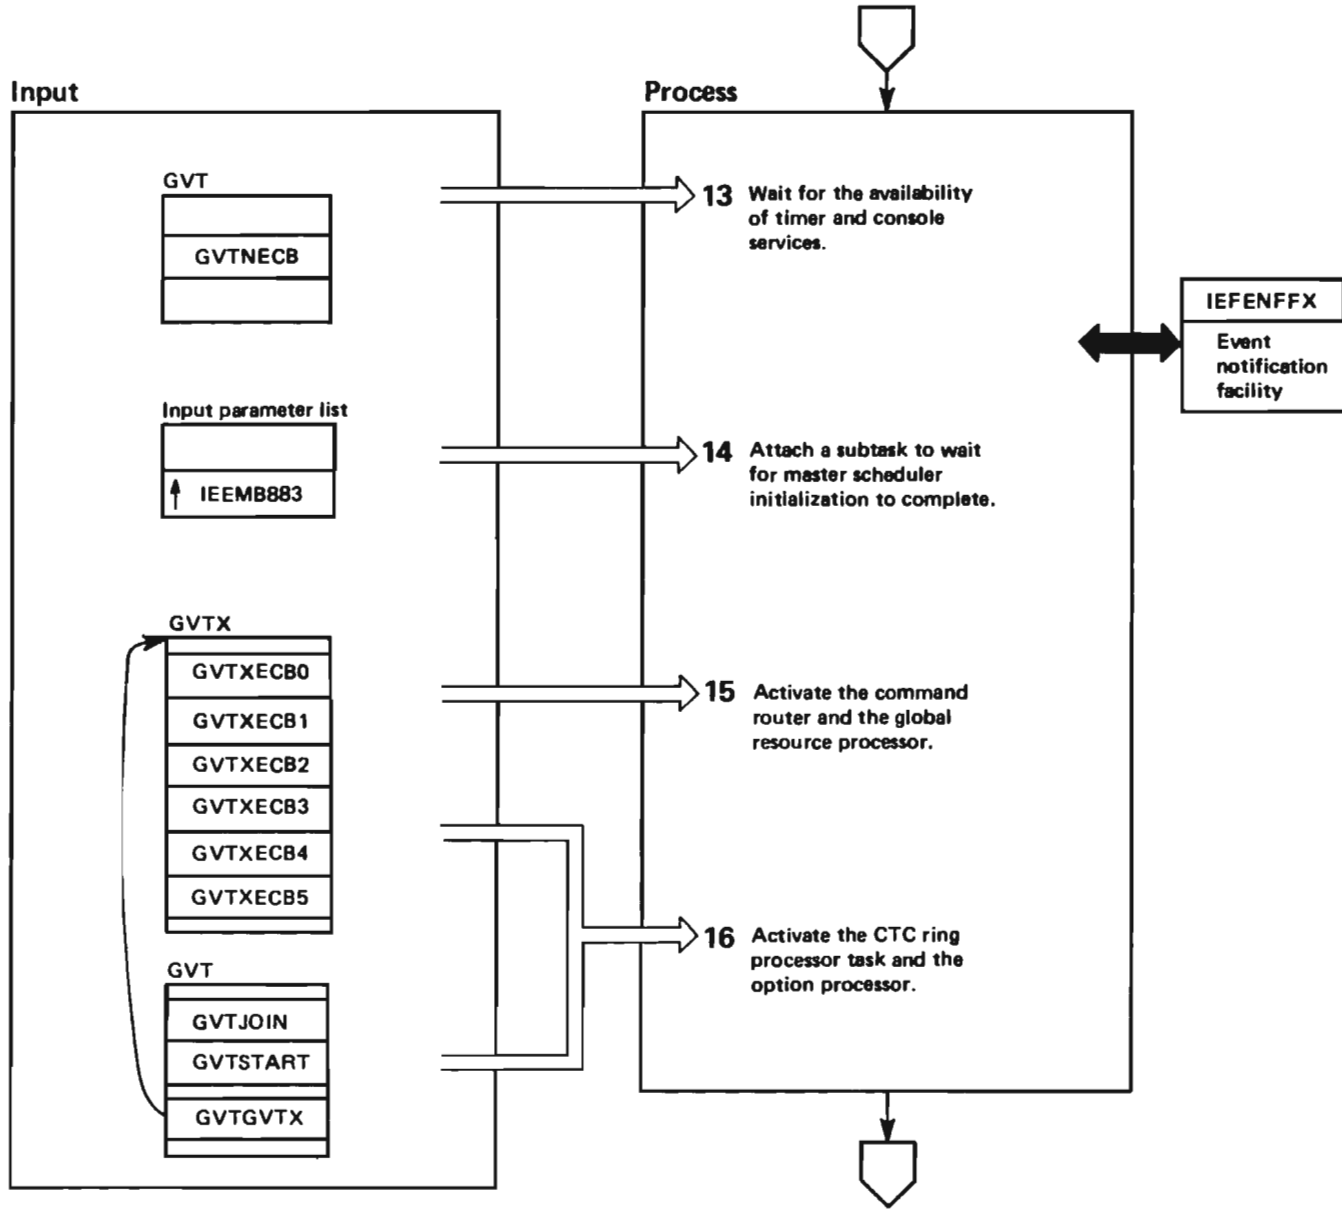 Input
GVT
GVTNECB
Input parameter list
IEEMB883
GVTX
GVTXECB0
GVTXECB1
GVTXECB2
GVTXECB3
GVTXECB4
GVTXECB5
GVT
GVTJOIN
GVTSTART
GVTGVTX
Process
13 Wait for the availability
of timer and console
services.
14 Attach a subtask to wait
for master scheduler
initialization to complete.
15 Activate the command
router and the global
resource processor.
16 Activate the CTC ring
processor task and the
option processor.
IEFENFFX
Event
notification
facility